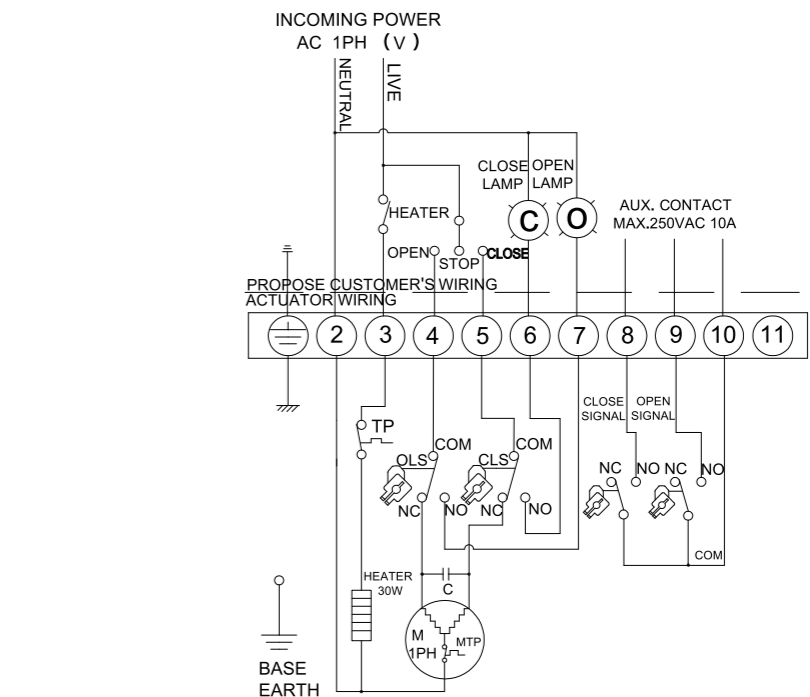 INCOMING POWER
AC 1PH (V)
NEUTRAL
LIVE
CLOSE LAMP
OPEN LAMP
AUX. CONTACT
MAX.250VAC 10A
HEATER
C
O
OPEN
STOP
CLOSE
PROPOSE CUSTOMER'S WIRING
ACTUATOR WIRING
2 3 4 5 6 7 8 9 10 11
TP
CLOSE SIGNAL
OPEN SIGNAL
COM
COM
OLS
CLS
NC
NO
NC
NO
NC
NO
NC
NO
COM
HEATER
30W
C
M
1PH
MTP
BASE
EARTH